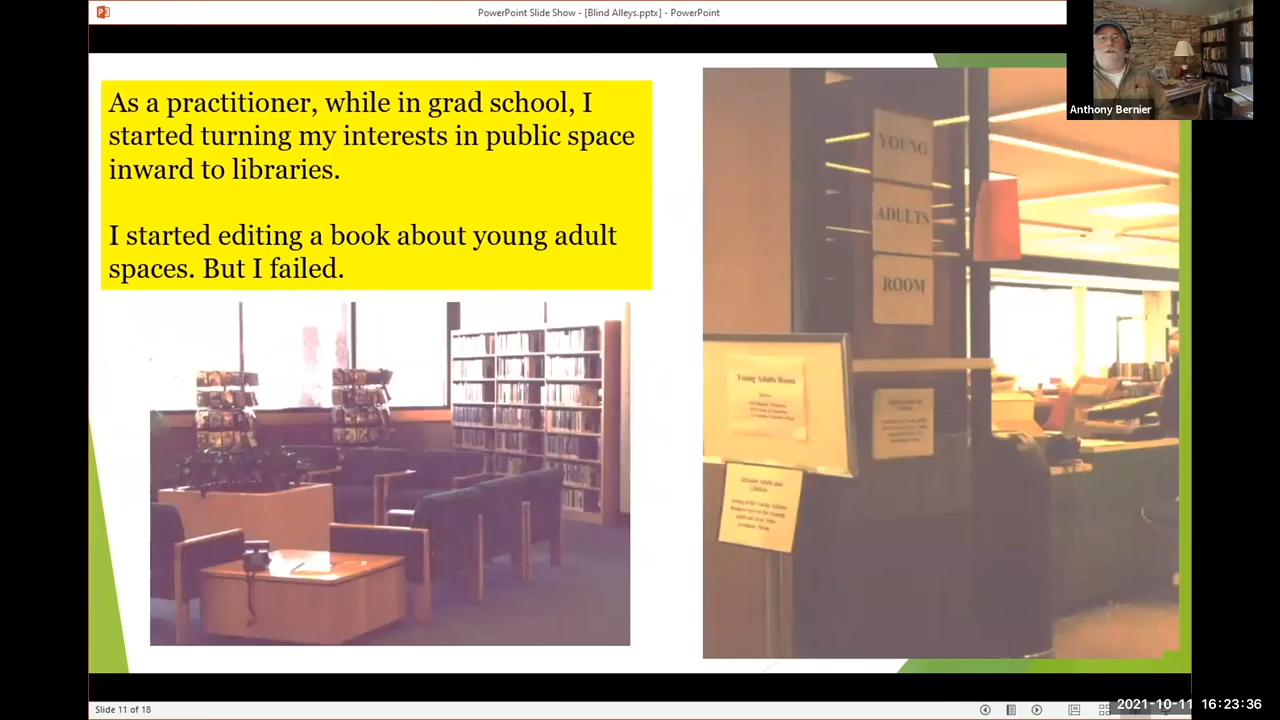 PowerPoint Slide Show - [Blind Alleys.pptx] - PowerPoint
Anthony Bernier
As a practitioner, while in grad school, I
started turning my interests in public space
inward to libraries.
I started editing a book about young adult
spaces. But I failed.
YOUNG
ADULTS
ROOM
Young Adults Room
Slide 11 of 18
2021-10-11 16:23:36